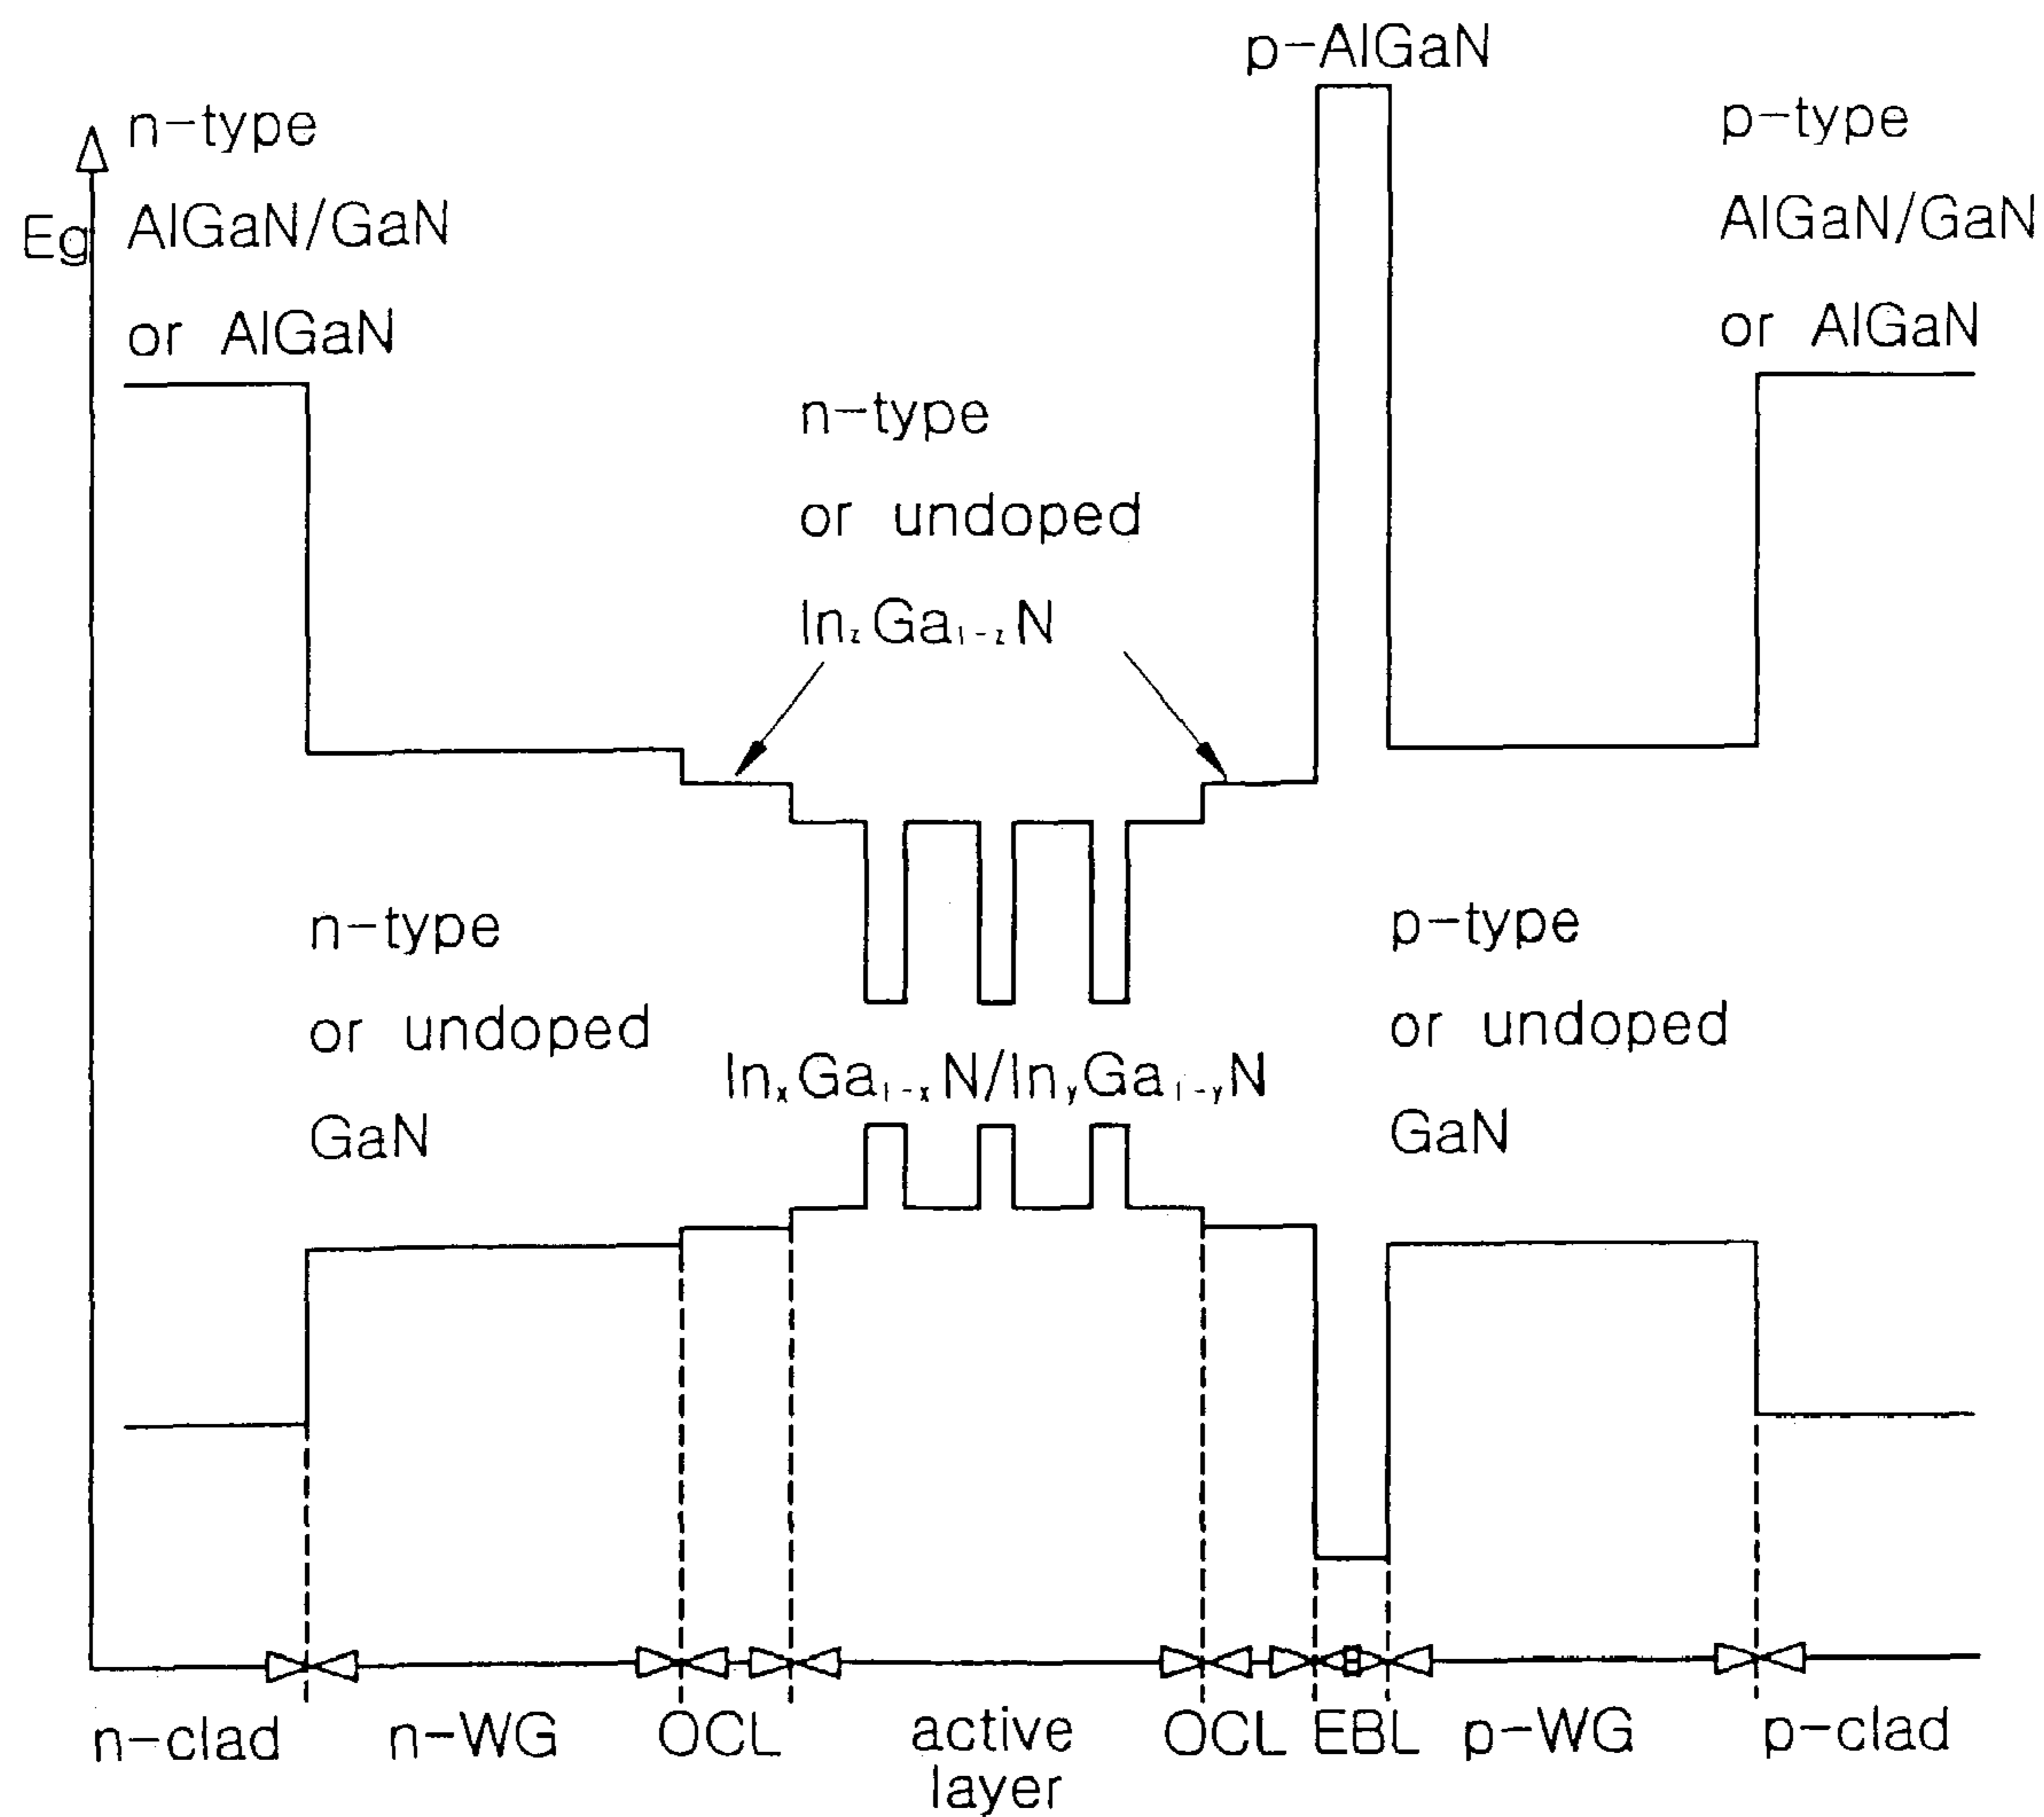 p-AlGaN
n-type
AlGaN/GaN
or AlGaN
Eg
p-type
AlGaN/GaN
or AlGaN
n-type
or undoped
InzGa1-zN
n-type
or undoped
GaN
InxGa1-xN/InyGa1-yN
p-type
or undoped
GaN
n-clad
n-WG
OCL
active
layer
OCL
EBL
p-WG
p-clad